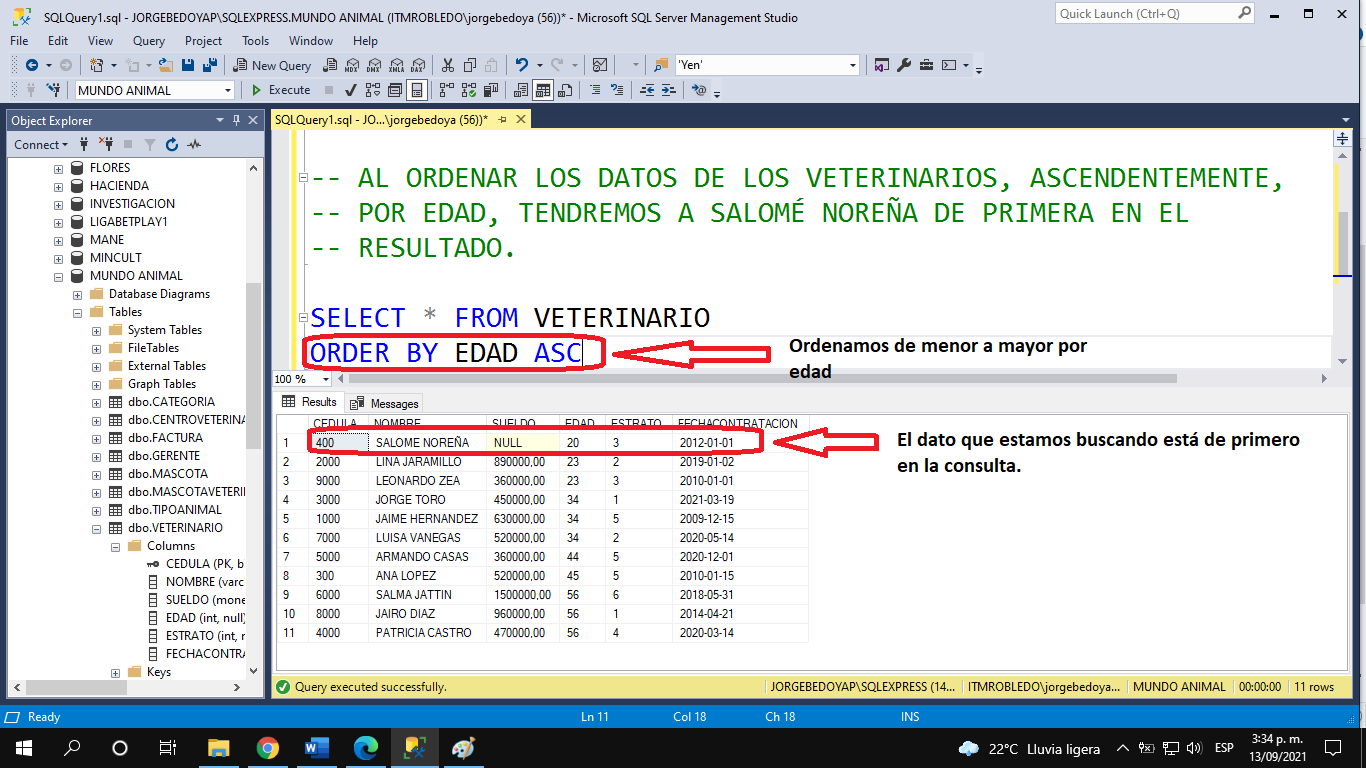 SQLQuery1.sql - JORGEBEDOYAP\SQLEXPRESS.MUNDO ANIMAL (ITMROBLEDO\jorgebedoya (56))* - Microsoft SQL Server Management Studio
Quick Launch (Ctrl+Q)
File Edit View Query Project Tools Window Help
New Query MDX DMX XMLA DAX 'Yen'
MUNDO ANIMAL Execute
Object Explorer
Connect
FLORES
HACIENDA
INVESTIGACION
LIGABETPLAY1
MANE
MINCULT
MUNDO ANIMAL
Database Diagrams
Tables
System Tables
FileTables
External Tables
Graph Tables
dbo.CATEGORIA
dbo.CENTROVETERINA
dbo.FACTURA
dbo.GERENTE
dbo.MASCOTA
dbo.MASCOTAVETERI
dbo.TIPOANIMAL
dbo.VETERINARIO
Columns
CEDULA (PK, b
NOMBRE (varc
SUELDO (mone
EDAD (int, null)
ESTRATO (int, n
FECHACONTRA
Keys
SQLQuery1.sql - JO...\jorgebedoya (56))*
-- AL ORDENAR LOS DATOS DE LOS VETERINARIOS, ASCENDENTEMENTE,
-- POR EDAD, TENDREMOS A SALOMÉ NOREÑA DE PRIMERA EN EL
-- RESULTADO.
SELECT * FROM VETERINARIO
ORDER BY EDAD ASC
Ordenamos de menor a mayor por
edad
100 %
Results Messages
CEDULA NOMBRE SUELDO EDAD ESTRATO FECHACONTRATACION
1 400 SALOME NOREÑA NULL 20 3 2012-01-01
2 2000 LINA JARAMILLO 890000,00 23 2 2019-01-02
3 9000 LEONARDO ZEA 360000,00 23 3 2010-01-01
4 3000 JORGE TORO 450000,00 34 1 2021-03-19
5 1000 JAIME HERNANDEZ 630000,00 34 5 2009-12-15
6 7000 LUISA VANEGAS 520000,00 34 2 2020-05-14
7 5000 ARMANDO CASAS 360000,00 44 5 2020-12-01
8 300 ANA LOPEZ 520000,00 45 5 2010-01-15
9 6000 SALMA JATTIN 1500000,00 56 6 2018-05-31
10 8000 JAIRO DIAZ 960000,00 56 1 2014-04-21
11 4000 PATRICIA CASTRO 470000,00 56 4 2020-03-14
El dato que estamos buscando está de primero
en la consulta.
Query executed successfully. JORGEBEDOYAP\SQLEXPRESS (14... ITMROBLEDO\jorgebedoya... MUNDO ANIMAL 00:00:00 11 rows
Ready Ln 11 Col 18 Ch 18 INS
22°C Lluvia ligera ESP
3:34 p. m.
13/09/2021